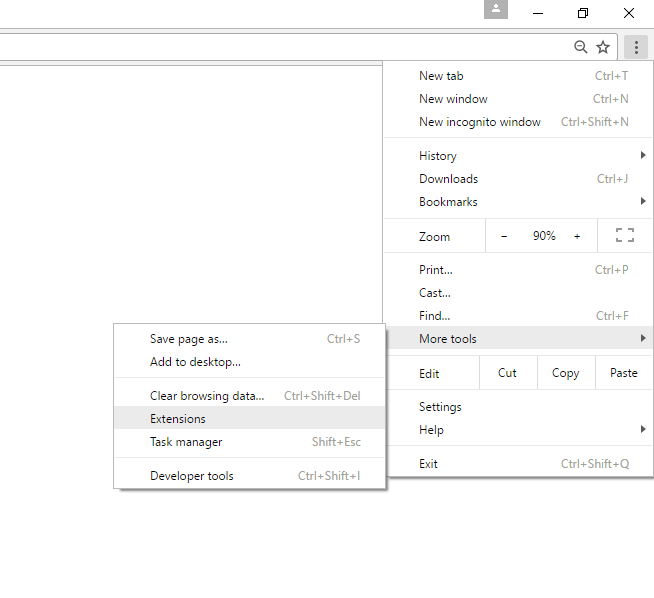 New tab Ctrl+T
New window Ctrl+N
New incognito window Ctrl+Shift+N
History
Downloads Ctrl+J
Bookmarks
Zoom − 90% +
Print... Ctrl+P
Cast...
Find... Ctrl+F
More tools
Edit Cut Copy Paste
Settings
Help
Exit Ctrl+Shift+Q
Save page as... Ctrl+S
Add to desktop...
Clear browsing data... Ctrl+Shift+Del
Extensions
Task manager Shift+Esc
Developer tools Ctrl+Shift+I